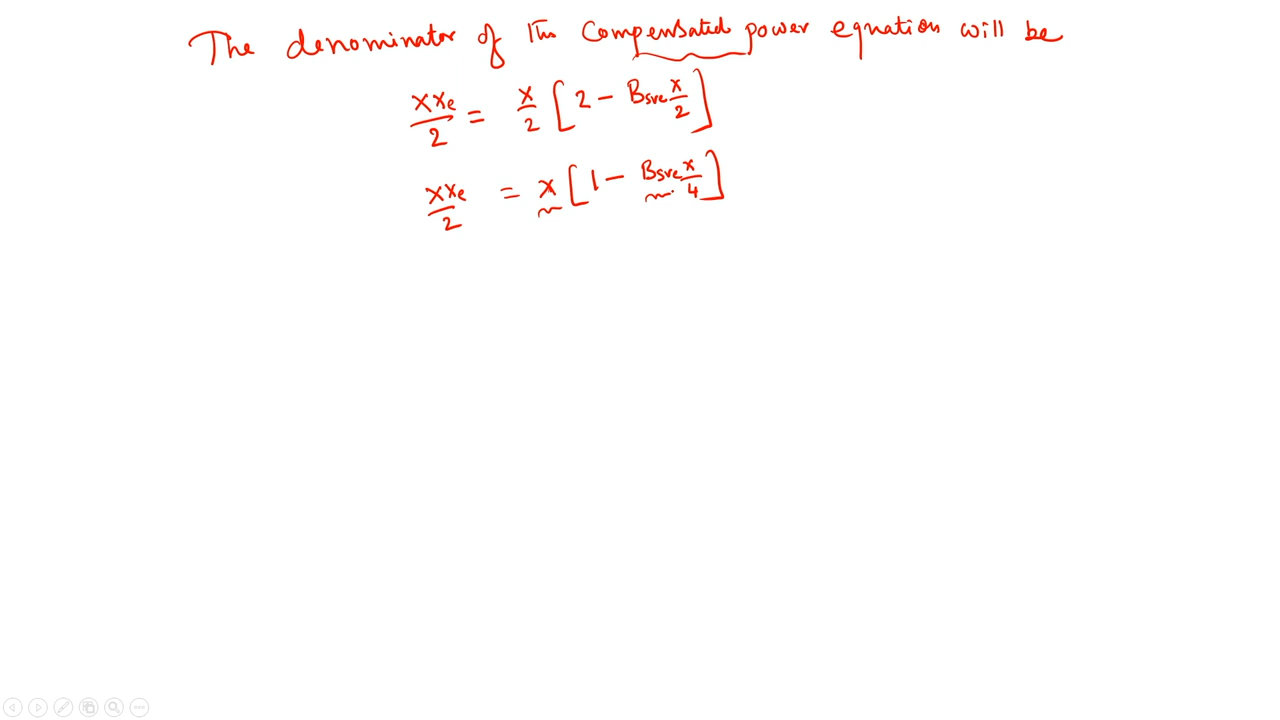 The denominator of the compensated power equation will be
XXe/2 = X/2 [2 - Bsvc X/2]
XXe/2 = X [1 - Bsvc X/4]